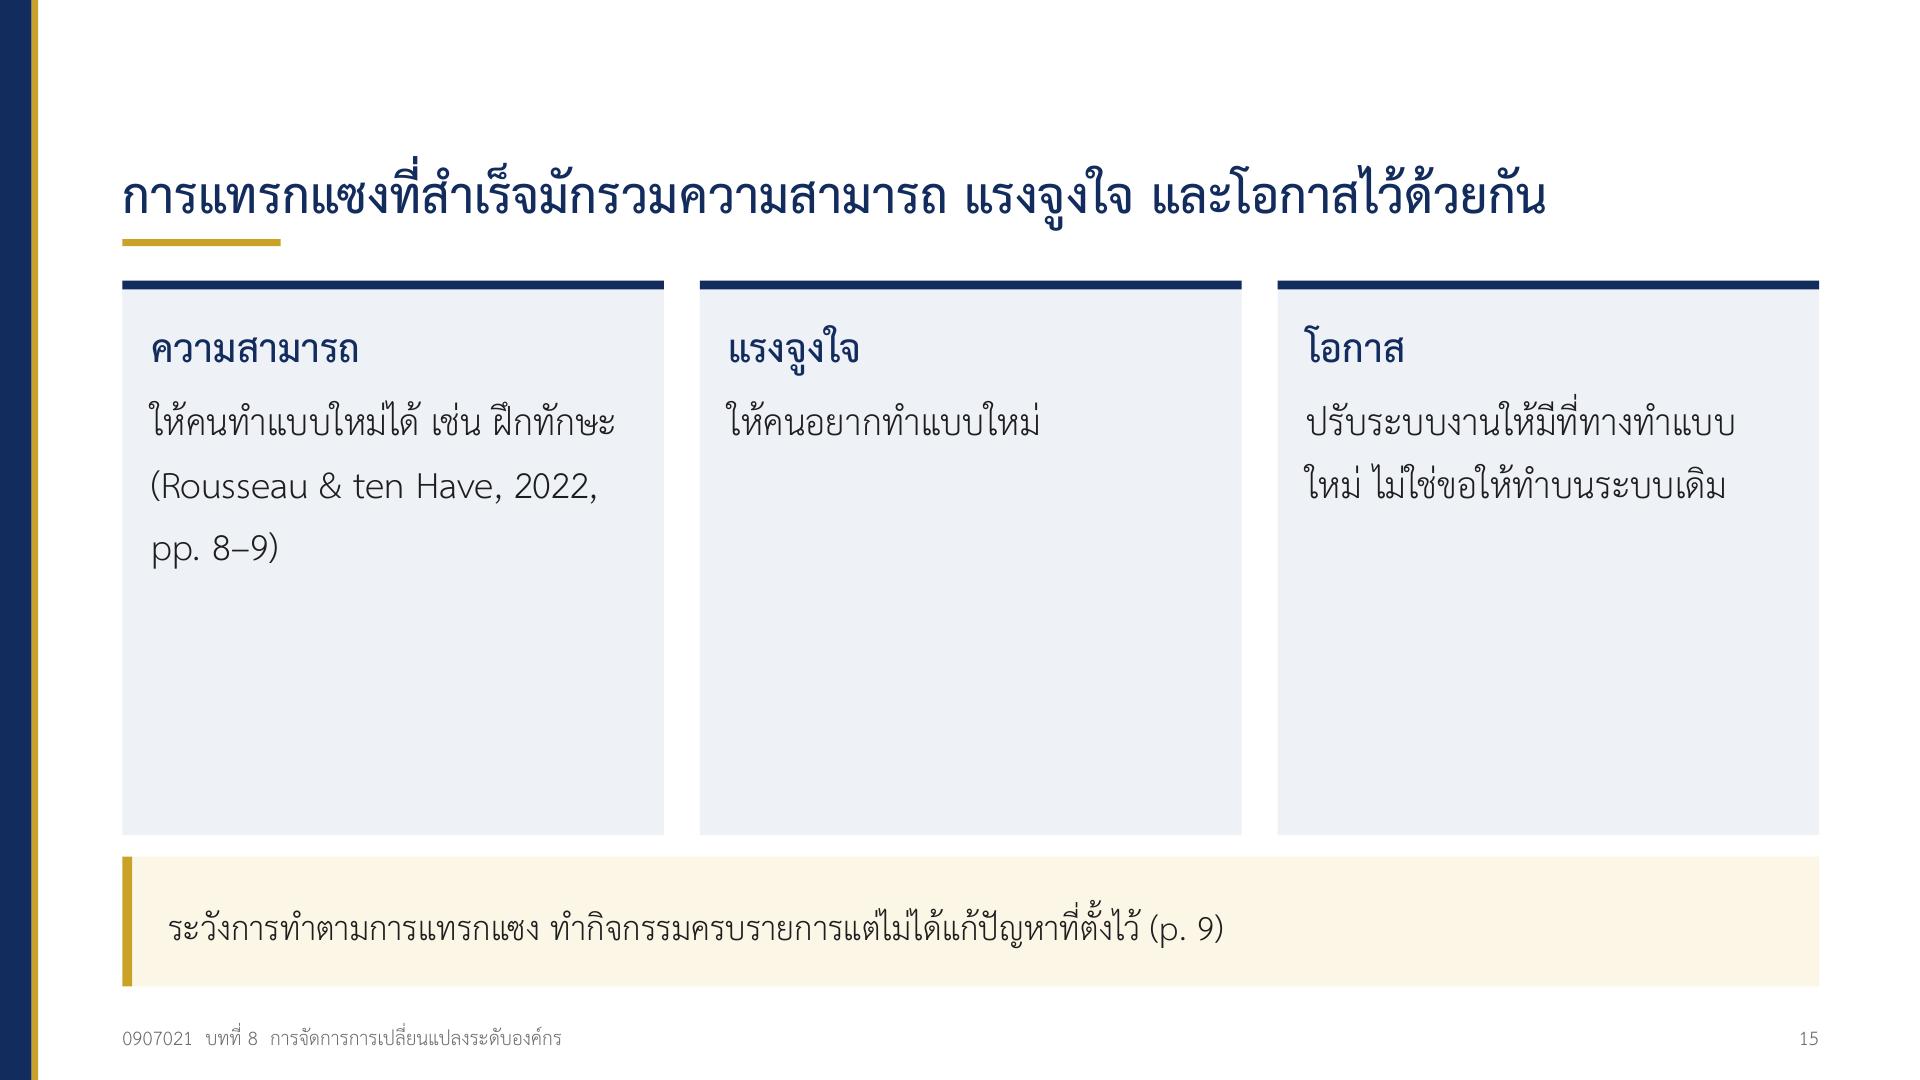 การแทรกแซงที่สำเร็จมักรวมความสามารถ แรงจูงใจ และโอกาสไว้ด้วยกัน
ความสามารถ
ให้คนทำแบบใหม่ได้ เช่น ฝึกทักษะ
(Rousseau & ten Have, 2022,
pp. 8–9)
แรงจูงใจ
ให้คนอยากทำแบบใหม่
โอกาส
ปรับระบบงานให้มีที่ทางทำแบบ
ใหม่ ไม่ใช่ขอให้ทำบนระบบเดิม
ระวังการทำตามการแทรกแซง ทำกิจกรรมครบรายการแต่ไม่ได้แก้ปัญหาที่ตั้งไว้ (p. 9)
0907021 บทที่ 8 การจัดการการเปลี่ยนแปลงระดับองค์กร
15